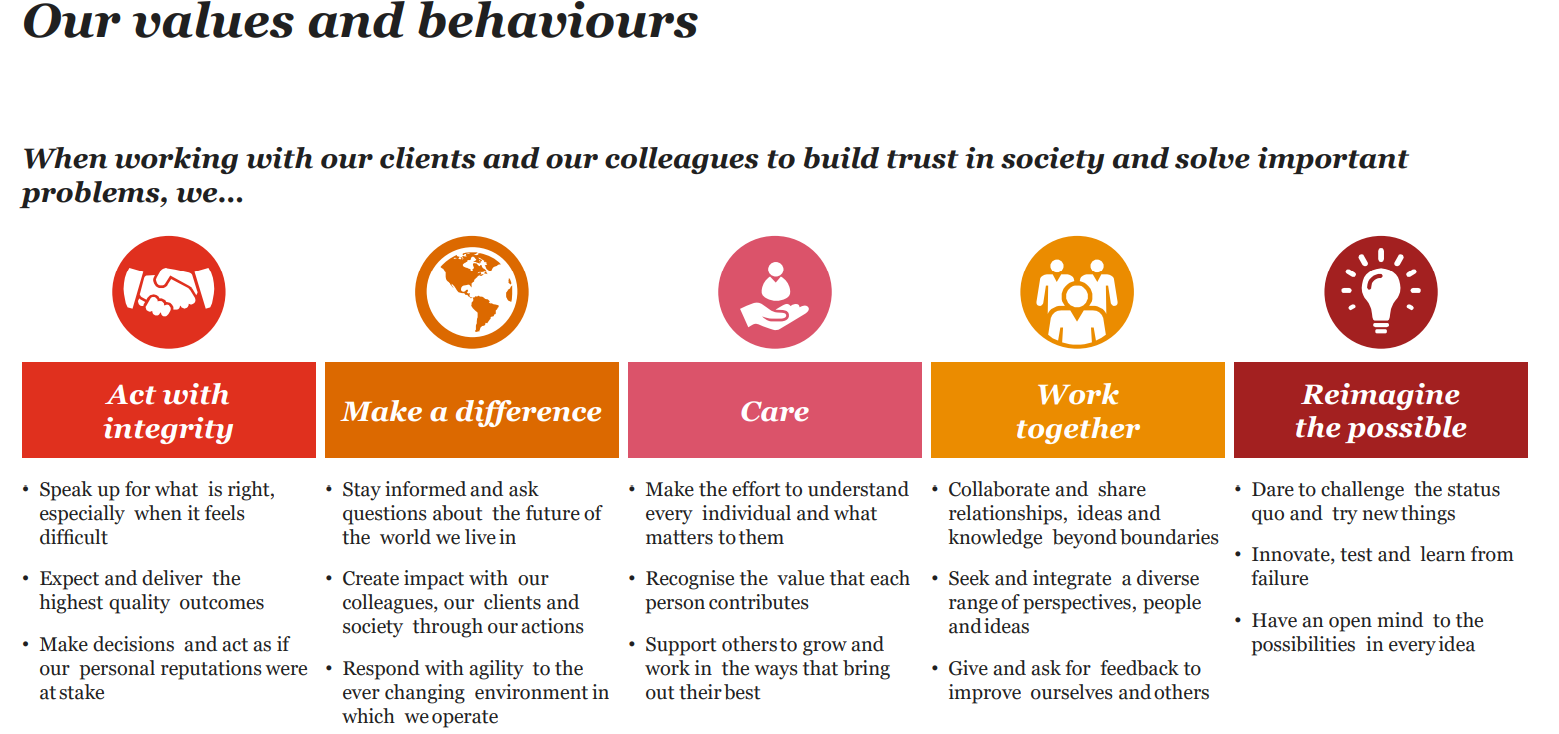 Our values and behaviours
When working with our clients and our colleagues to build trust in society and solve important
problems, we...
Act with
integrity
• Speak up for what is right,
especially when it feels
difficult
• Expect and deliver the
highest quality outcomes
• Make decisions and act as if
our personal reputations were
at stake
Make a difference
• Stay informed and ask
questions about the future of
the world we live in
• Create impact with our
colleagues, our clients and
society through our actions
• Respond with agility to the
ever changing environment in
which we operate
Care
• Make the effort to understand
every individual and what
matters to them
• Recognise the value that each
person contributes
• Support others to grow and
work in the ways that bring
out their best
Work
together
• Collaborate and share
relationships, ideas and
knowledge beyond boundaries
• Seek and integrate a diverse
range of perspectives, people
and ideas
• Give and ask for feedback to
improve ourselves and others
Reimagine
the possible
• Dare to challenge the status
quo and try new things
• Innovate, test and learn from
failure
• Have an open mind to the
possibilities in every idea